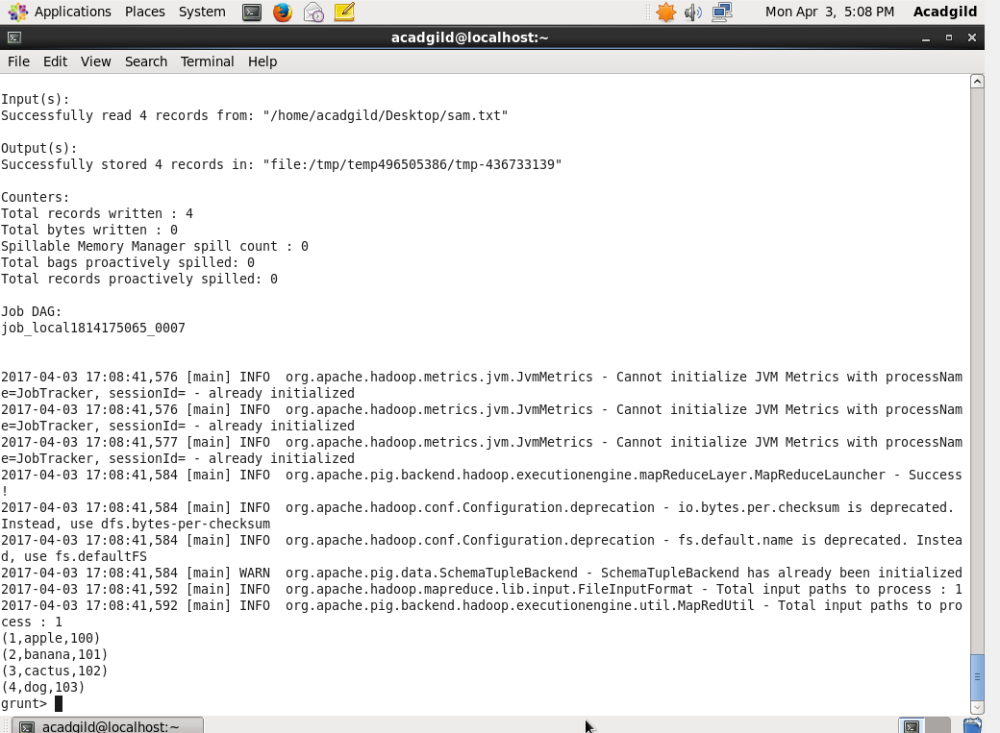 Applications Places System Mon Apr 3, 5:08 PM Acadgild
acadgild@localhost:~
File Edit View Search Terminal Help
Input(s):
Successfully read 4 records from: "/home/acadgild/Desktop/sam.txt"
Output(s):
Successfully stored 4 records in: "file:/tmp/temp496505386/tmp-436733139"
Counters:
Total records written : 4
Total bytes written : 0
Spillable Memory Manager spill count : 0
Total bags proactively spilled: 0
Total records proactively spilled: 0
Job DAG:
job_local1814175065_0007
2017-04-03 17:08:41,576 [main] INFO  org.apache.hadoop.metrics.jvm.JvmMetrics - Cannot initialize JVM Metrics with processNam
e=JobTracker, sessionId= - already initialized
2017-04-03 17:08:41,576 [main] INFO  org.apache.hadoop.metrics.jvm.JvmMetrics - Cannot initialize JVM Metrics with processNam
e=JobTracker, sessionId= - already initialized
2017-04-03 17:08:41,577 [main] INFO  org.apache.hadoop.metrics.jvm.JvmMetrics - Cannot initialize JVM Metrics with processNam
e=JobTracker, sessionId= - already initialized
2017-04-03 17:08:41,584 [main] INFO  org.apache.pig.backend.hadoop.executionengine.mapReduceLayer.MapReduceLauncher - Success
!
2017-04-03 17:08:41,584 [main] INFO  org.apache.hadoop.conf.Configuration.deprecation - io.bytes.per.checksum is deprecated.
Instead, use dfs.bytes-per-checksum
2017-04-03 17:08:41,584 [main] INFO  org.apache.hadoop.conf.Configuration.deprecation - fs.default.name is deprecated. Instea
d, use fs.defaultFS
2017-04-03 17:08:41,584 [main] WARN  org.apache.pig.data.SchemaTupleBackend - SchemaTupleBackend has already been initialized
2017-04-03 17:08:41,592 [main] INFO  org.apache.hadoop.mapreduce.lib.input.FileInputFormat - Total input paths to process : 1
2017-04-03 17:08:41,592 [main] INFO  org.apache.pig.backend.hadoop.executionengine.util.MapRedUtil - Total input paths to pro
cess : 1
(1,apple,100)
(2,banana,101)
(3,cactus,102)
(4,dog,103)
grunt>
acadgild@localhost:~